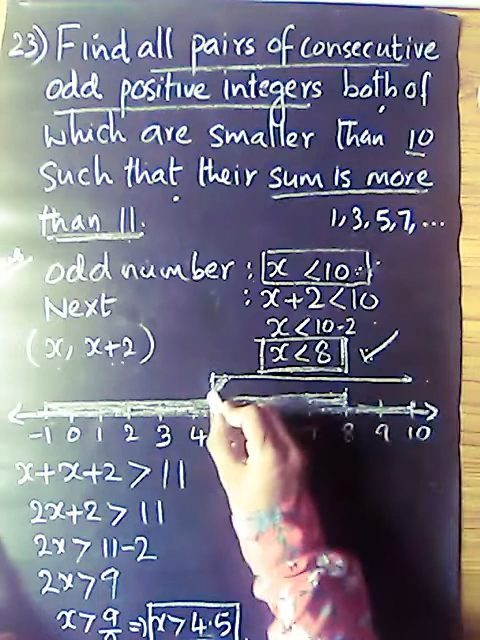 23) Find all pairs of consecutive
odd positive integers both of
which are smaller than 10
such that their sum is more
than 11.
1, 3, 5, 7, ...
odd number : x < 10
Next : x+2 < 10
x < 10-2
(x, x+2) x < 8
-1 0 1 2 3 4 8 9 10
x+x+2 > 11
2x+2 > 11
2x > 11-2
2x > 9
x > 9 => x > 4.5